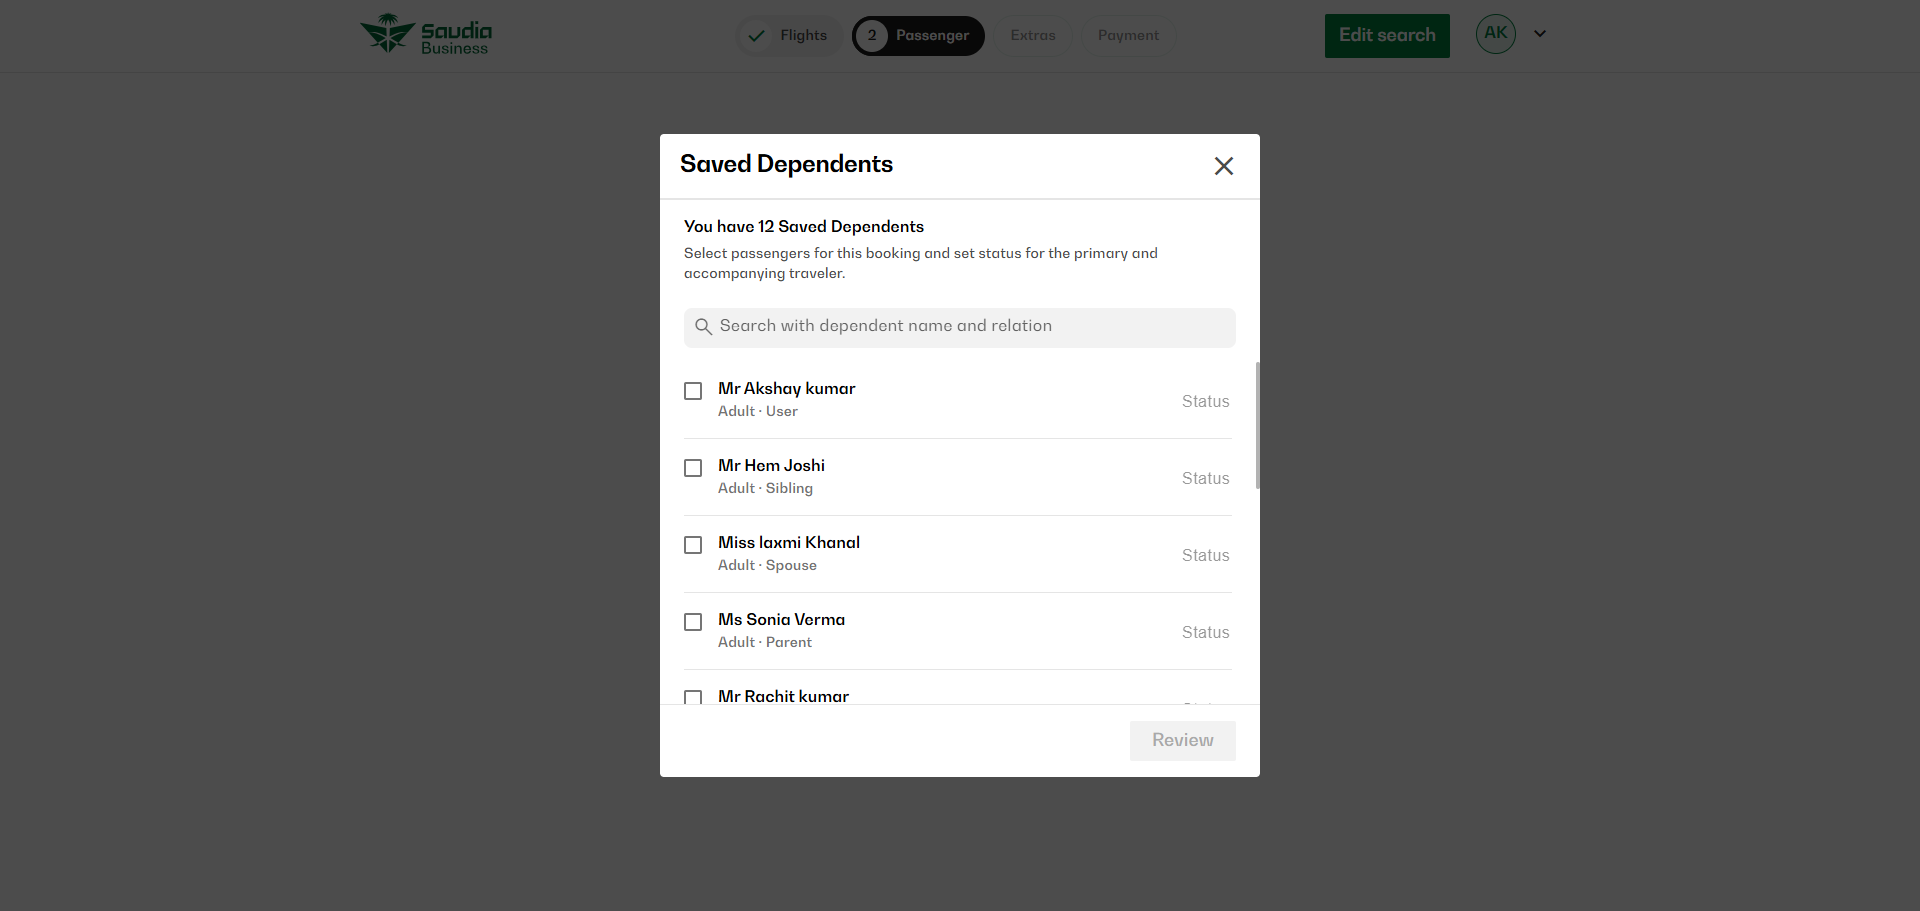 Saudia
Business
Flights
2 Passenger
Extras
Payment
Edit search
AK
Saved Dependents
You have 12 Saved Dependents
Select passengers for this booking and set status for the primary and
accompanying traveler.
Search with dependent name and relation
Mr Akshay kumar
Adult · User
Status
Mr Hem Joshi
Adult · Sibling
Status
Miss laxmi Khanal
Adult · Spouse
Status
Ms Sonia Verma
Adult · Parent
Status
Mr Rachit kumar
Review